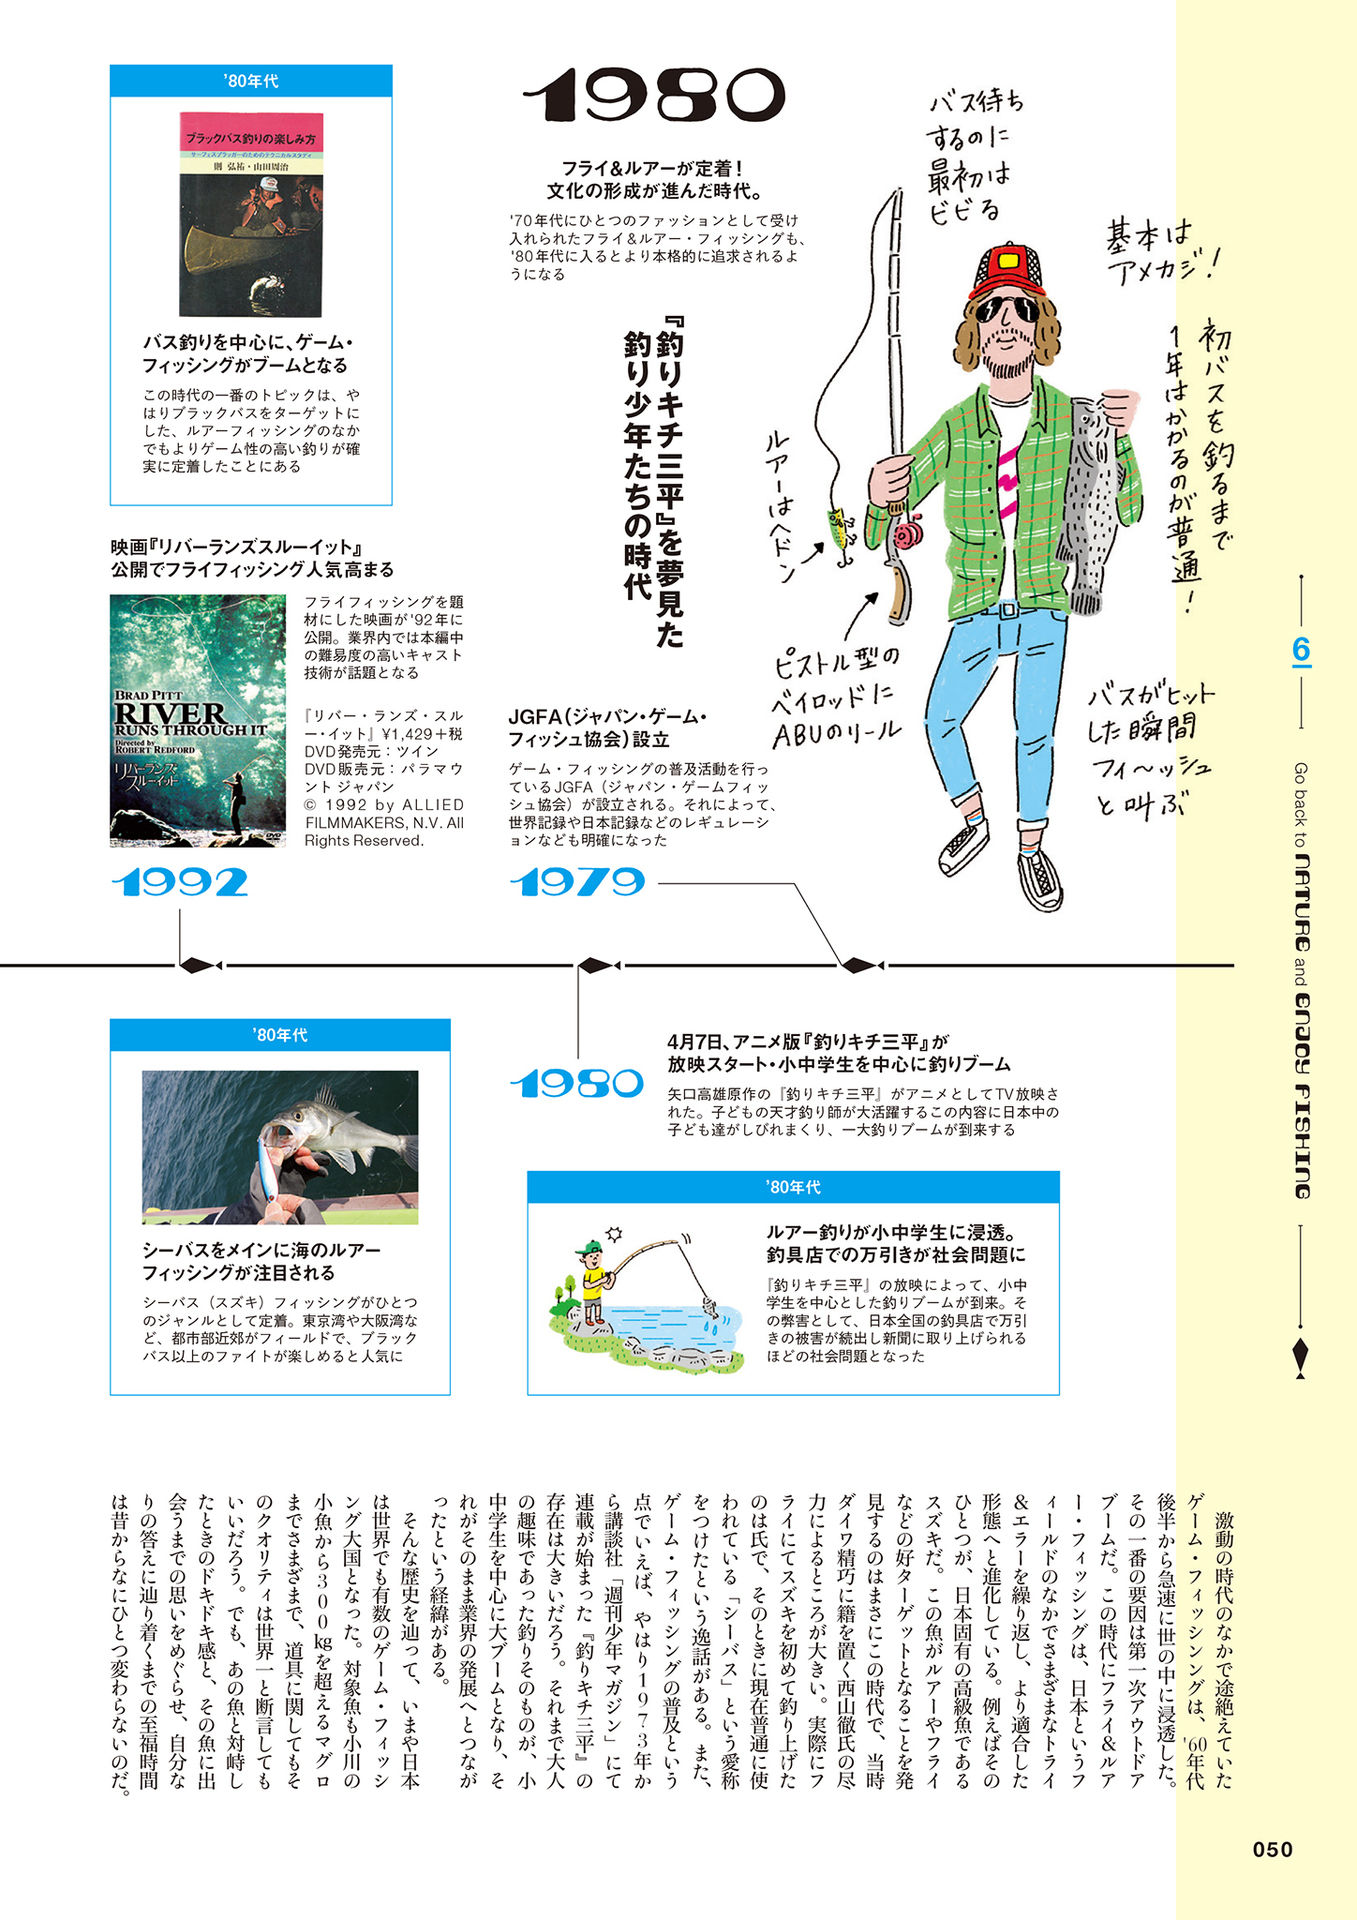 1980
フライ&ルアーが定着！
文化の形成が進んだ時代。
'70年代にひとつのファッションとして受け
入れられたフライ&ルアー・フィッシングも、
'80年代に入るとより本格的に追求されるよ
うになる
『釣りキチ三平』を夢見た
釣り少年たちの時代
バス待ち
するのに
最初は
ビビる
基本は
アメカジ！
初バスを釣るまで
1年はかかるのが普通！
ルアーはヘドン
ピストル型の
ベイロッドに
ABUのリール
バスがヒット
した瞬間
フィ〜ッシュ
と叫ぶ
'80年代
ブラックバス釣りの楽しみ方
サーフェスプラッガーのためのテクニカルスタディ
則 弘祐・山田周治
バス釣りを中心に、ゲーム・
フィッシングがブームとなる
この時代の一番のトピックは、や
はりブラックバスをターゲットに
した、ルアーフィッシングのなか
でもよりゲーム性の高い釣りが確
実に定着したことにある
映画『リバーランズスルーイット』
公開でフライフィッシング人気高まる
BRAD PITT
RIVER
RUNS THROUGH IT
Directed by
ROBERT REDFORD
リバーランズ
スルーイット
DVD
フライフィッシングを題
材にした映画が'92年に
公開。業界内では本編中
の難易度の高いキャスト
技術が話題となる
『リバー・ランズ・スル
ー・イット』¥1,429＋税
DVD発売元：ツイン
DVD販売元：パラマウ
ント ジャパン
© 1992 by ALLIED
FILMMAKERS, N.V. All
Rights Reserved.
1992
JGFA（ジャパン・ゲーム・
フィッシュ協会）設立
ゲーム・フィッシングの普及活動を行っ
ているJGFA（ジャパン・ゲームフィッ
シュ協会）が設立される。それによって、
世界記録や日本記録などのレギュレーシ
ョンなども明確になった
1979
1980
4月7日、アニメ版『釣りキチ三平』が
放映スタート・小中学生を中心に釣りブーム
矢口高雄原作の『釣りキチ三平』がアニメとしてTV放映さ
れた。子どもの天才釣り師が大活躍するこの内容に日本中の
子ども達がしびれまくり、一大釣りブームが到来する
'80年代
シーバスをメインに海のルアー
フィッシングが注目される
シーバス（スズキ）フィッシングがひとつ
のジャンルとして定着。東京湾や大阪湾な
ど、都市部近郊がフィールドで、ブラック
バス以上のファイトが楽しめると人気に
'80年代
ルアー釣りが小中学生に浸透。
釣具店での万引きが社会問題に
『釣りキチ三平』の放映によって、小中
学生を中心とした釣りブームが到来。そ
の弊害として、日本全国の釣具店で万引
きの被害が続出し新聞に取り上げられる
ほどの社会問題となった
6
Go back to NATURE and ENJOY FISHING
激動の時代のなかで途絶えていた
ゲーム・フィッシングは、'60年代
後半から急速に世の中に浸透した。
その一番の要因は第一次アウトドア
ブームだ。この時代にフライ&ルア
ー・フィッシングは、日本というフ
ィールドのなかでさまざまなトライ
&エラーを繰り返し、より適合した
形態へと進化している。例えばその
ひとつが、日本固有の高級魚である
スズキだ。この魚がルアーやフライ
などの好ターゲットとなることを発
見するのはまさにこの時代で、当時
ダイワ精巧に籍を置く西山徹氏の尽
力によるところが大きい。実際にフ
ライにてスズキを初めて釣り上げた
のは氏で、そのときに現在普通に使
われている「シーバス」という愛称
をつけたという逸話がある。また、
ゲーム・フィッシングの普及という
点でいえば、やはり1973年か
ら講談社「週刊少年マガジン」にて
連載が始まった『釣りキチ三平』の
存在は大きいだろう。それまで大人
の趣味であった釣りそのものが、小
中学生を中心に大ブームとなり、そ
れがそのまま業界の発展へとつなが
ったという経緯がある。
そんな歴史を辿って、いまや日本
は世界でも有数のゲーム・フィッシ
ング大国となった。対象魚も小川の
小魚から300kgを超えるマグロ
までさまざまで、道具に関してもそ
のクオリティは世界一と断言しても
いいだろう。でも、あの魚と対峙し
たときのドキドキ感と、その魚に出
会うまでの思いをめぐらせ、自分な
りの答えに辿り着くまでの至福時間
は昔からなにひとつ変わらないのだ。
050